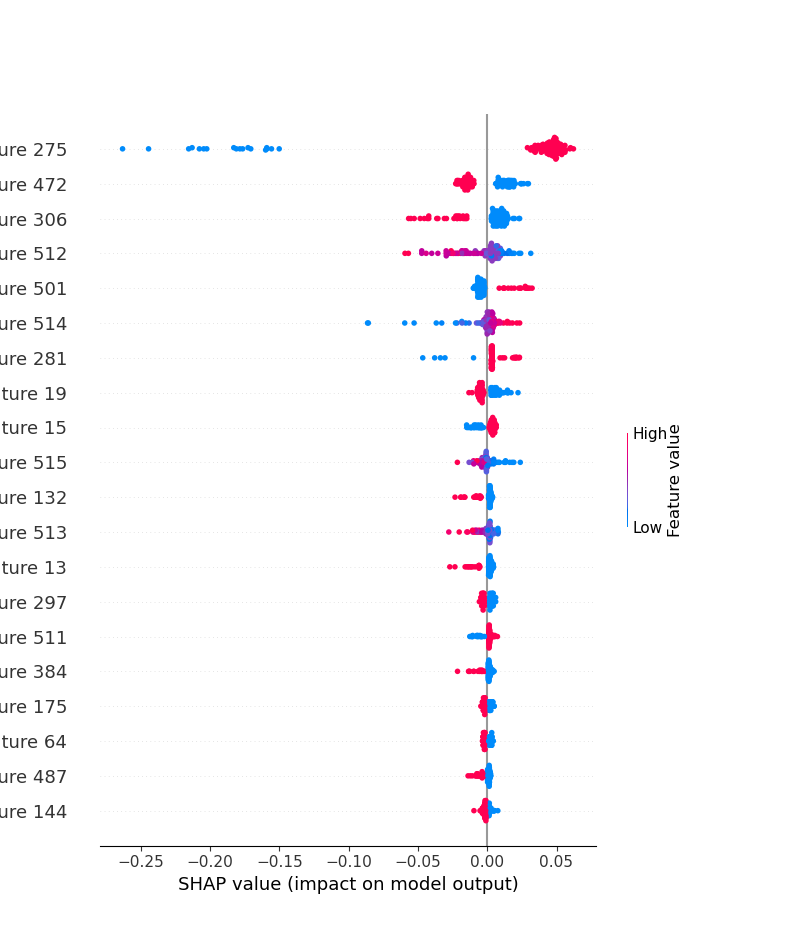 ure 275
ure 472
ure 306
ure 512
ure 501
ure 514
ure 281
ture 19
ture 15
ure 515
ure 132
ure 513
ture 13
ure 297
ure 511
ure 384
ure 175
ture 64
ure 487
ure 144
High
Low
Feature value
−0.25 −0.20 −0.15 −0.10 −0.05 0.00 0.05
SHAP value (impact on model output)